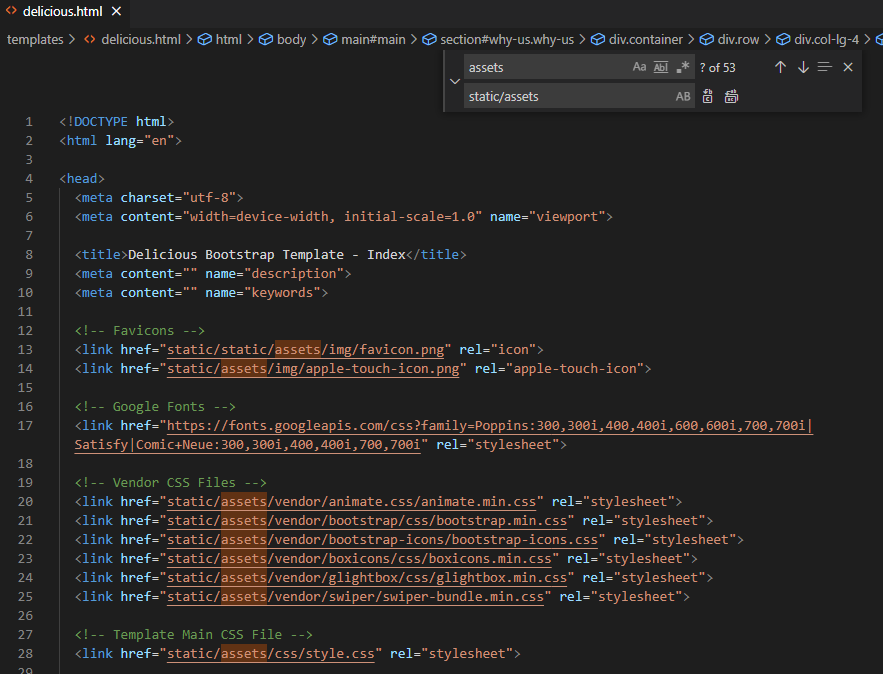 delicious.html
templates > delicious.html > html > body > main#main > section#why-us.why-us > div.container > div.row > div.col-lg-4 >
assets Aa Abl .* ? of 53
static/assets AB
1 <!DOCTYPE html>
2 <html lang="en">
3
4 <head>
5 <meta charset="utf-8">
6 <meta content="width=device-width, initial-scale=1.0" name="viewport">
7
8 <title>Delicious Bootstrap Template - Index</title>
9 <meta content="" name="description">
10 <meta content="" name="keywords">
11
12 <!-- Favicons -->
13 <link href="static/static/assets/img/favicon.png" rel="icon">
14 <link href="static/assets/img/apple-touch-icon.png" rel="apple-touch-icon">
15
16 <!-- Google Fonts -->
17 <link href="https://fonts.googleapis.com/css?family=Poppins:300,300i,400,400i,600,600i,700,700i|
Satisfy|Comic+Neue:300,300i,400,400i,700,700i" rel="stylesheet">
18
19 <!-- Vendor CSS Files -->
20 <link href="static/assets/vendor/animate.css/animate.min.css" rel="stylesheet">
21 <link href="static/assets/vendor/bootstrap/css/bootstrap.min.css" rel="stylesheet">
22 <link href="static/assets/vendor/bootstrap-icons/bootstrap-icons.css" rel="stylesheet">
23 <link href="static/assets/vendor/boxicons/css/boxicons.min.css" rel="stylesheet">
24 <link href="static/assets/vendor/glightbox/css/glightbox.min.css" rel="stylesheet">
25 <link href="static/assets/vendor/swiper/swiper-bundle.min.css" rel="stylesheet">
26
27 <!-- Template Main CSS File -->
28 <link href="static/assets/css/style.css" rel="stylesheet">
29